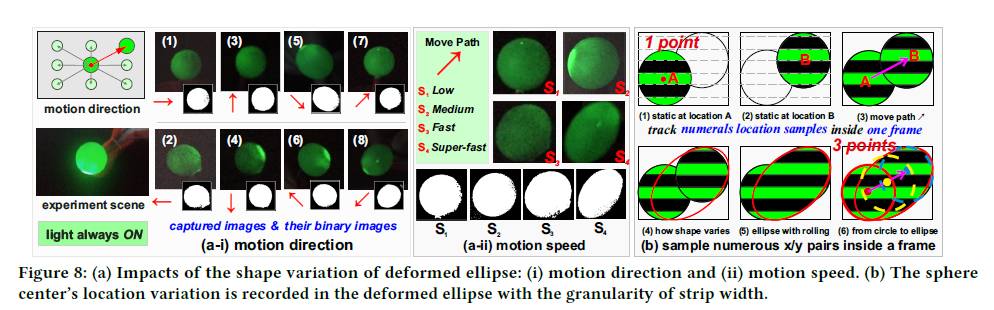 motion direction
experiment scene
light always ON
(1)
(3)
(5)
(7)
(2)
(4)
(6)
(8)
captured images & their binary images
(a-i) motion direction
Move Path
S1 Low
S2 Medium
S3 Fast
S4 Super-fast
S1
S2
S3
S4
S1
S2
S3
S4
(a-ii) motion speed
1 point
A
B
A
B
(1) static at location A
(2) static at location B
(3) move path ↗
track numerals location samples inside one frame
3 points
(4) how shape varies
(5) ellipse with rolling
(6) from circle to ellipse
(b) sample numerous x/y pairs inside a frame
Figure 8: (a) Impacts of the shape variation of deformed ellipse: (i) motion direction and (ii) motion speed. (b) The sphere
center's location variation is recorded in the deformed ellipse with the granularity of strip width.